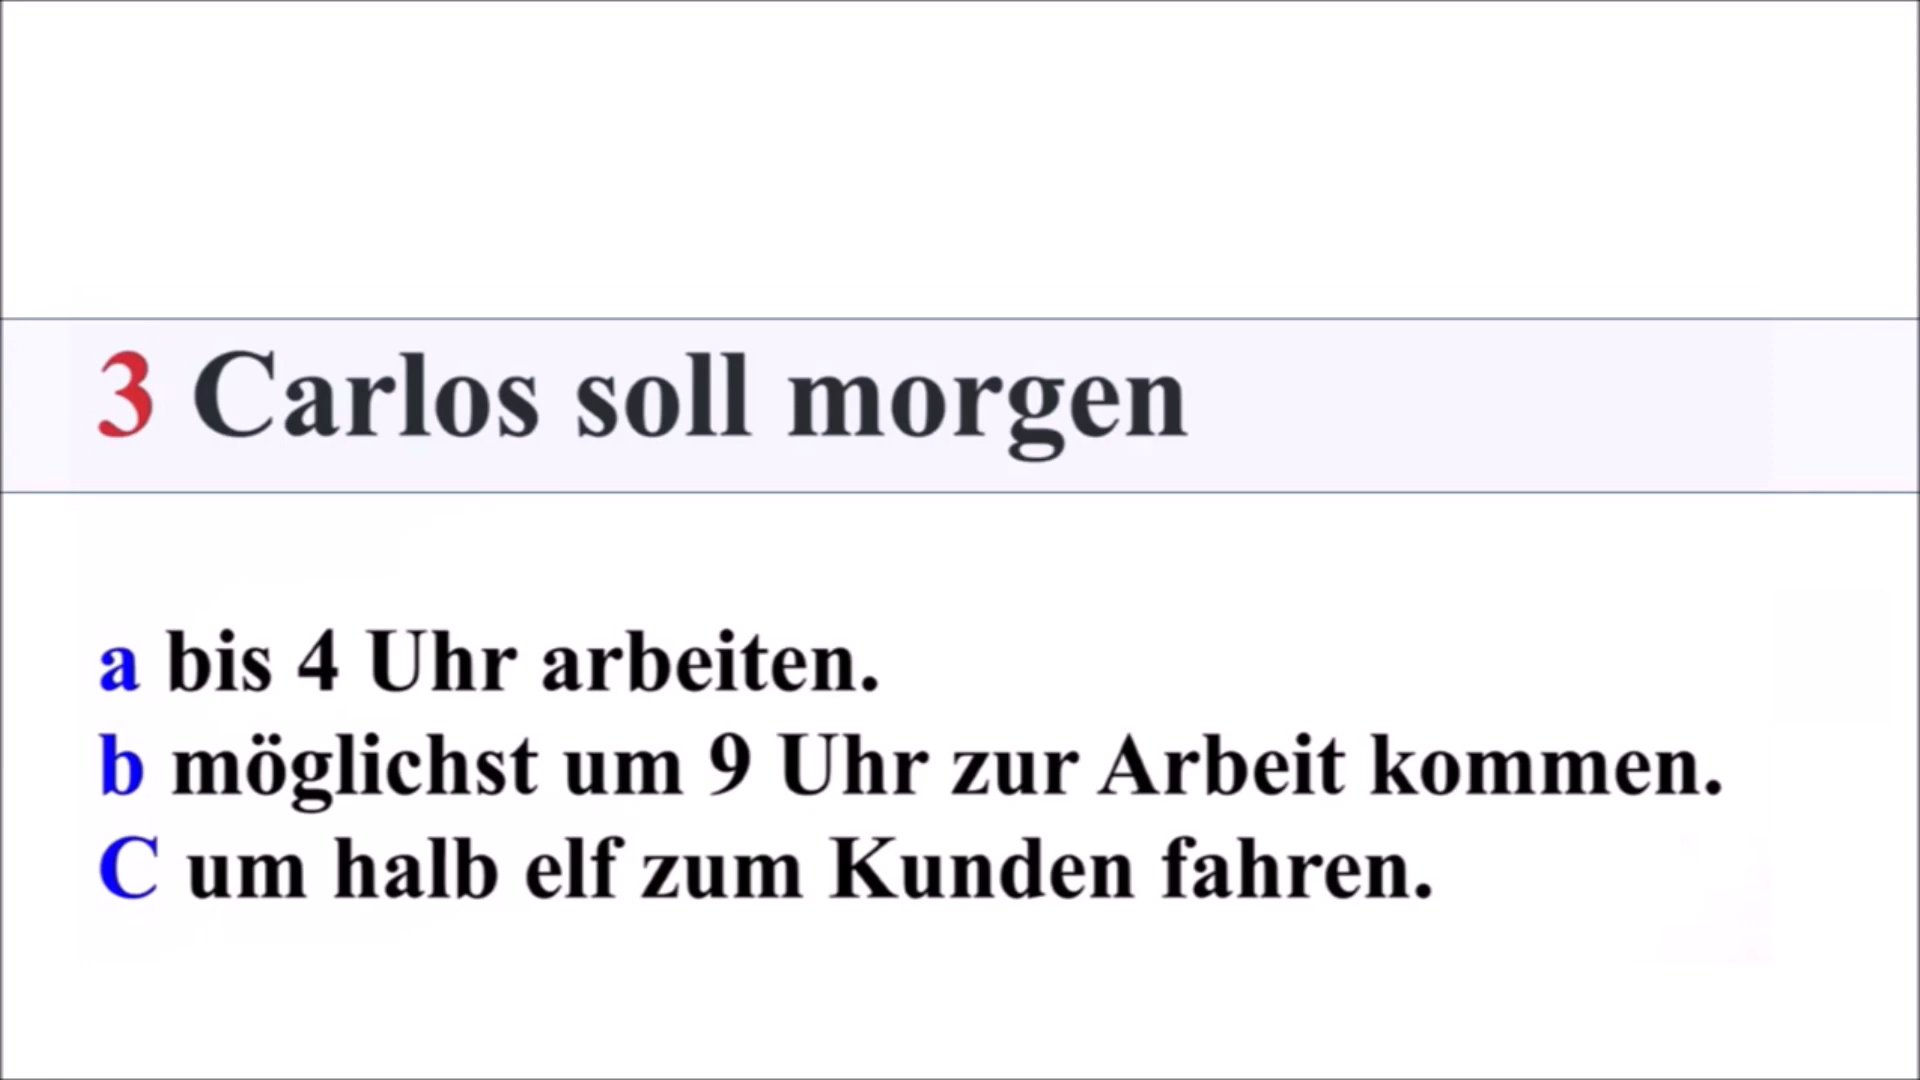 3 Carlos soll morgen
a bis 4 Uhr arbeiten.
b möglichst um 9 Uhr zur Arbeit kommen.
C um halb elf zum Kunden fahren.